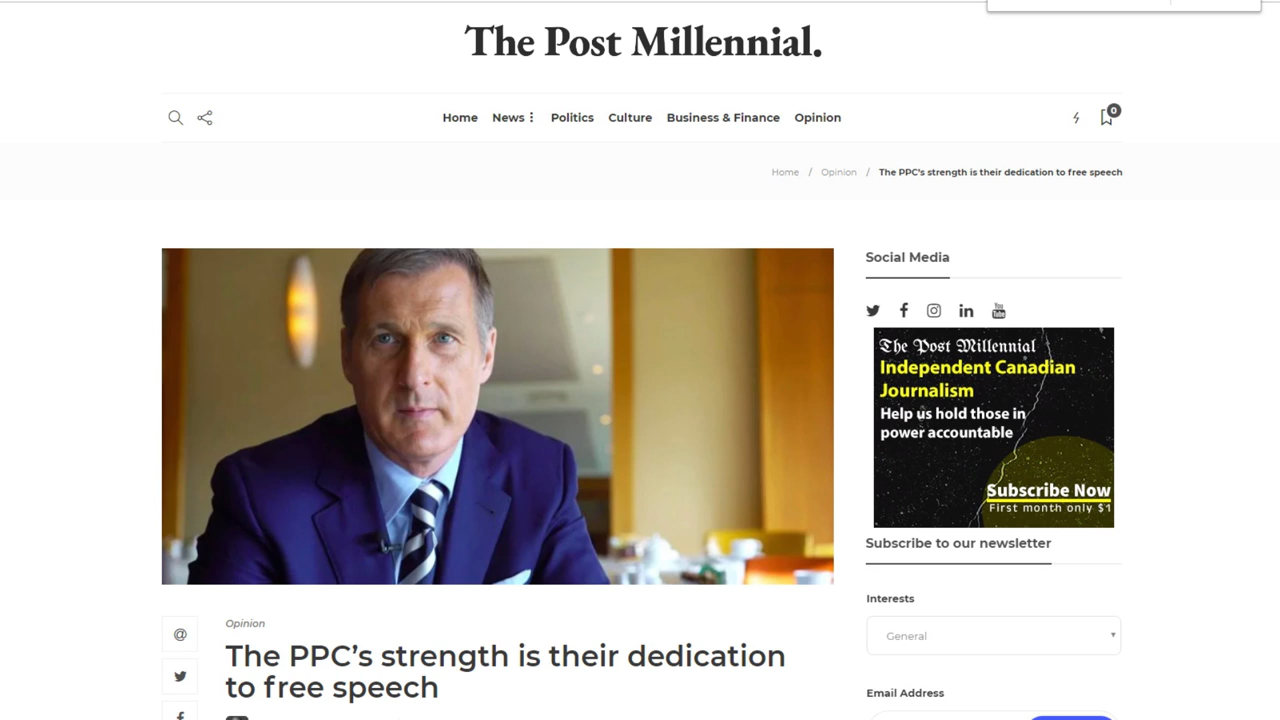 The Post Millennial.
Home
News
Politics
Culture
Business & Finance
Opinion
0
Home / Opinion / The PPC's strength is their dedication to free speech
Social Media
You
Tube
The Post Millennial
Independent Canadian
Journalism
Help us hold those in
power accountable
Subscribe Now
First month only $1
Subscribe to our newsletter
Interests
General
Email Address
@
Opinion
The PPC's strength is their dedication
to free speech